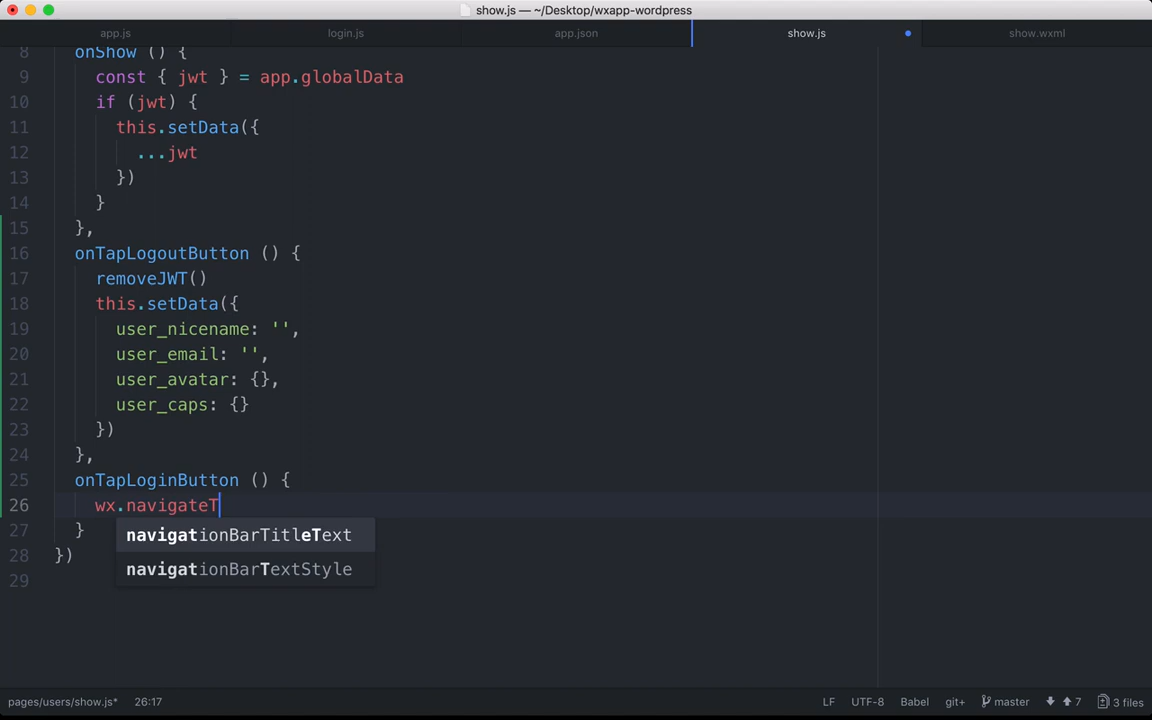 show.js — ~/Desktop/wxapp-wordpress
app.js login.js app.json show.js show.wxml
8 onShow () {
9 const { jwt } = app.globalData
10 if (jwt) {
11 this.setData({
12 ...jwt
13 })
14 }
15 },
16 onTapLogoutButton () {
17 removeJWT()
18 this.setData({
19 user_nicename: '',
20 user_email: '',
21 user_avatar: {},
22 user_caps: {}
23 })
24 },
25 onTapLoginButton () {
26 wx.navigateT
27 }
navigationBarTitleText
28 })
navigationBarTextStyle
29
pages/users/show.js* 26:17 LF UTF-8 Babel git+ master 7 3 files